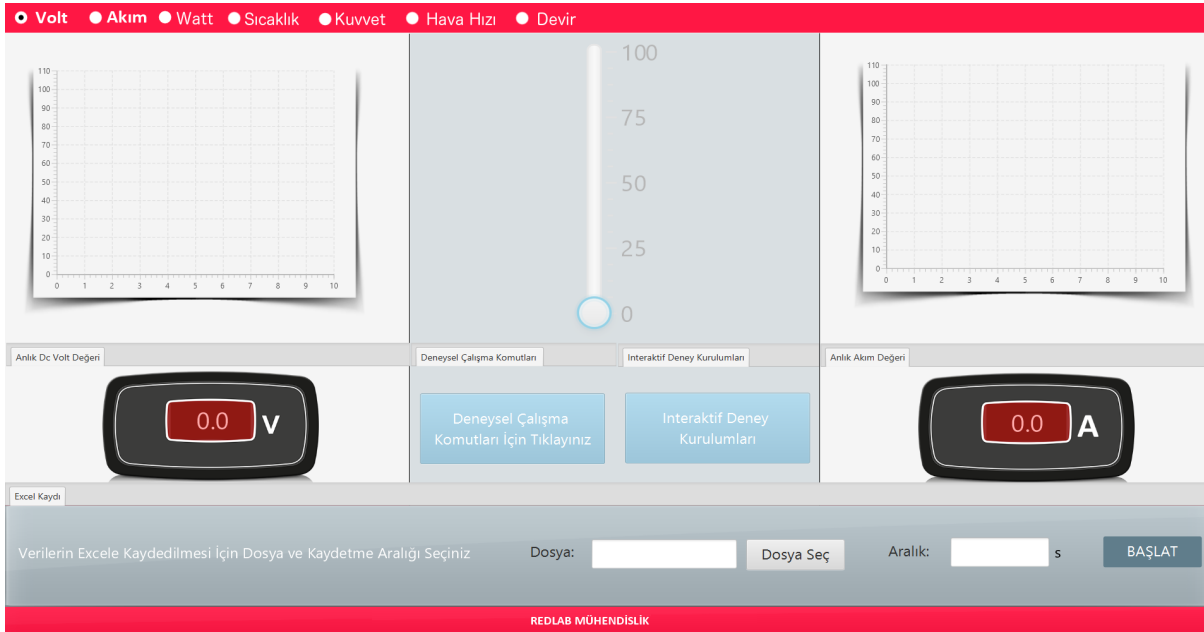 Volt Akım Watt Sıcaklık Kuvvet Hava Hızı Devir
110
100
90
80
70
60
50
40
30
20
10
0
0 1 2 3 4 5 6 7 8 9 10
100
75
50
25
0
110
100
90
80
70
60
50
40
30
20
10
0
0 1 2 3 4 5 6 7 8 9 10
Anlık Dc Volt Değeri
Deneysel Çalışma Komutları
Interaktif Deney Kurulumları
Anlık Akım Değeri
0.0 V
Deneysel Çalışma
Komutları İçin Tıklayınız
Interaktif Deney
Kurulumları
0.0 A
Excel Kaydı
Verilerin Excele Kaydedilmesi İçin Dosya ve Kaydetme Aralığı Seçiniz
Dosya:
Dosya Seç
Aralık:
s
BAŞLAT
REDLAB MÜHENDİSLİK